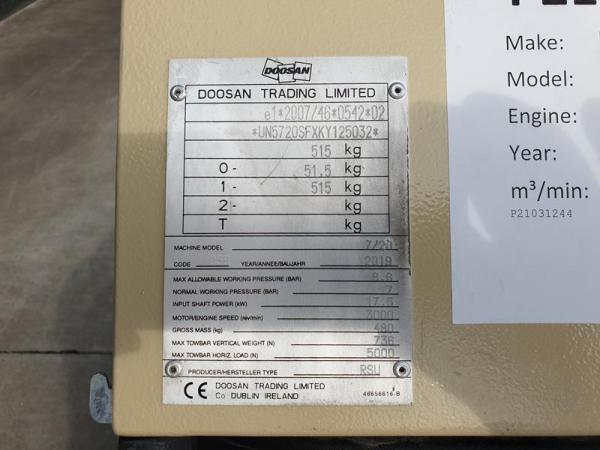 DOOSAN
DOOSAN TRADING LIMITED
e1*2007/46*0542*02
*UN5720SFXKY125032*
515 kg
0- 51.5 kg
1- 515 kg
2- kg
T kg
MACHINE MODEL 7/20
CODE YEAR/ANNEE/BAUJAHR 2019
MAX ALLOWABLE WORKING PRESSURE (BAR) 8.6
NORMAL WORKING PRESSURE (BAR) 7
INPUT SHAFT POWER (kW) 17.5
MOTOR/ENGINE SPEED (rev/min) 3000
GROSS MASS (kg) 480
MAX TOWBAR VERTICAL WEIGHT (N) 736
MAX TOWBAR HORIZ. LOAD (N) 5000
PRODUCER/HERSTELLER TYPE RSU
CE DOOSAN TRADING LIMITED
Co DUBLIN IRELAND 46656616-B
Make:
Model:
Engine:
Year:
m³/min:
P21031244